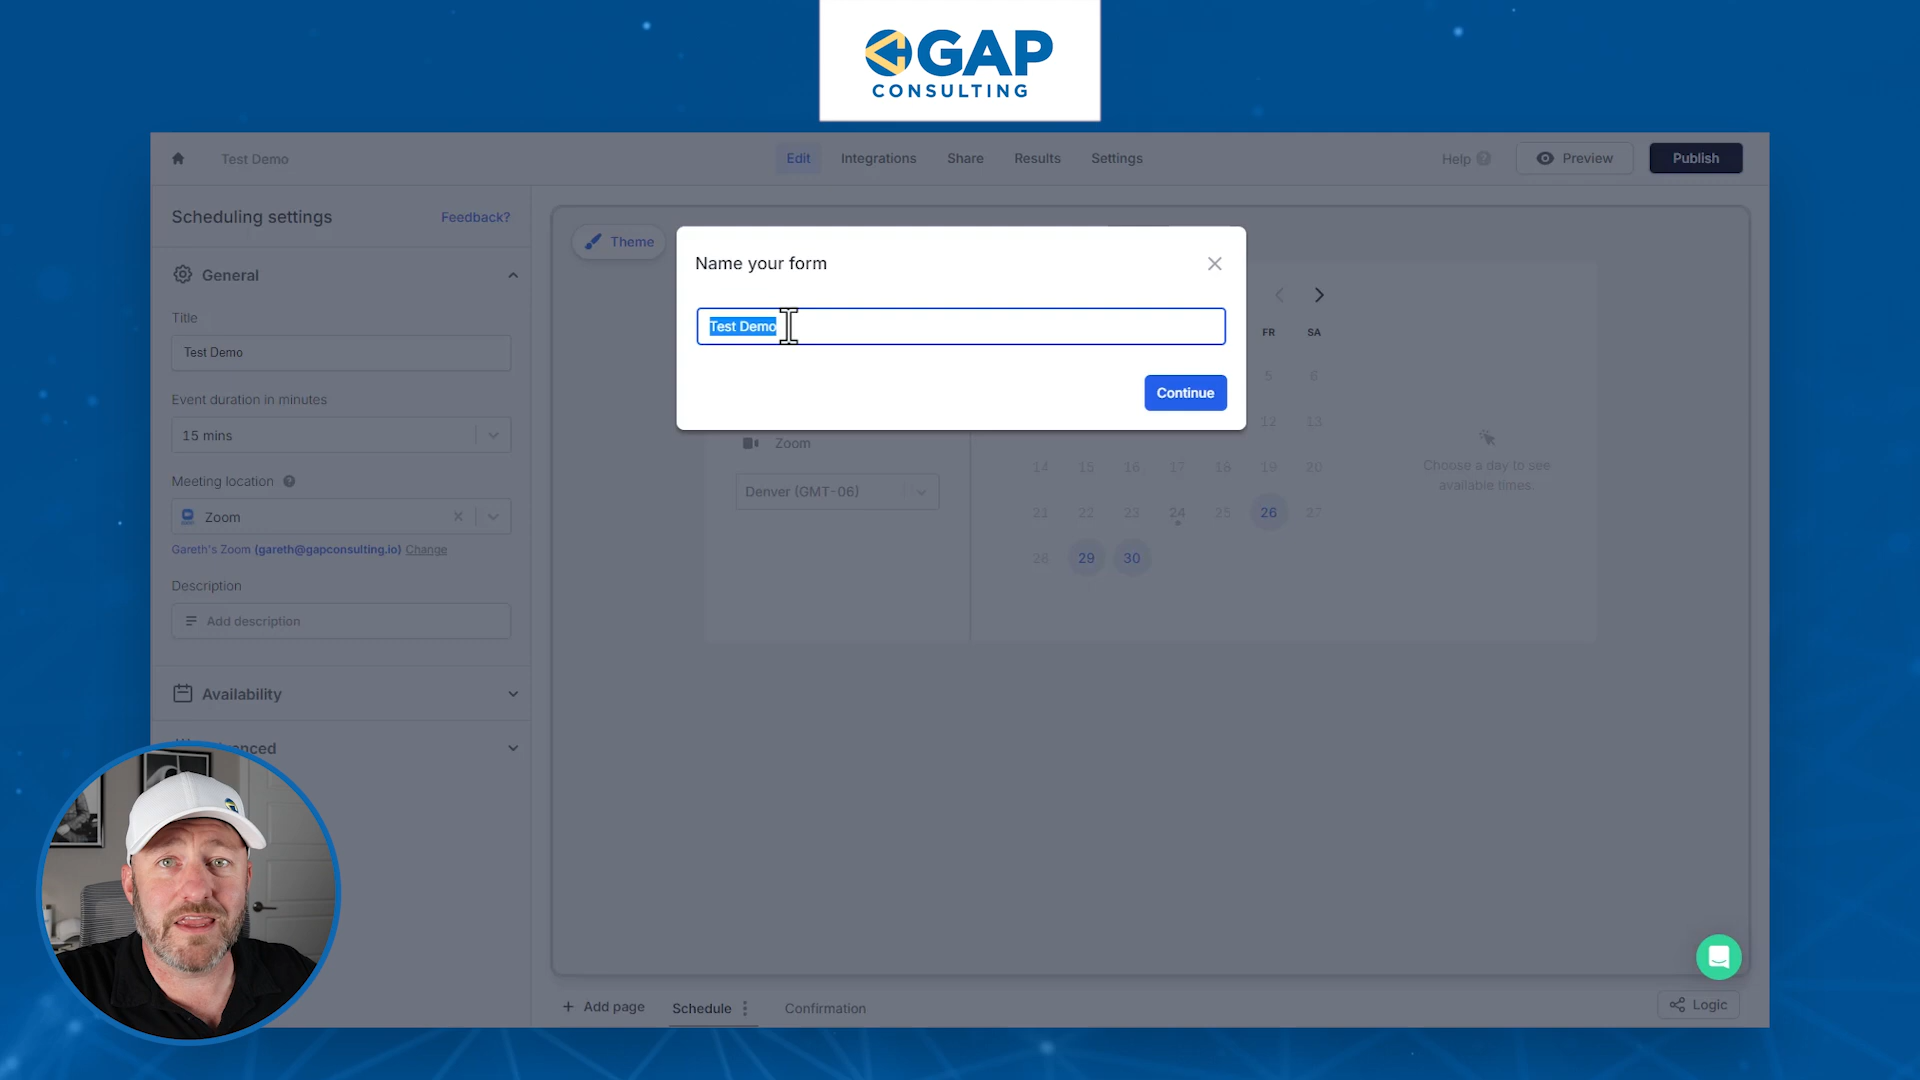 GAP
CONSULTING
Test Demo
Edit
Integrations
Share
Results
Settings
Help
Preview
Publish
Scheduling settings
Feedback?
Theme
General
Title
Test Demo
Event duration in minutes
15 mins
Meeting location
Zoom
Gareth's Zoom (gareth@gapconsulting.io) Change
Description
Add description
Availability
Name your form
Test Demo
Continue
Zoom
Denver (GMT-06)
FR SA
5 6
12 13
14 15 16 17 18 19 20
21 22 23 24 25 26 27
28 29 30
Choose a day to see
available times.
Add page
Schedule
Confirmation
Logic